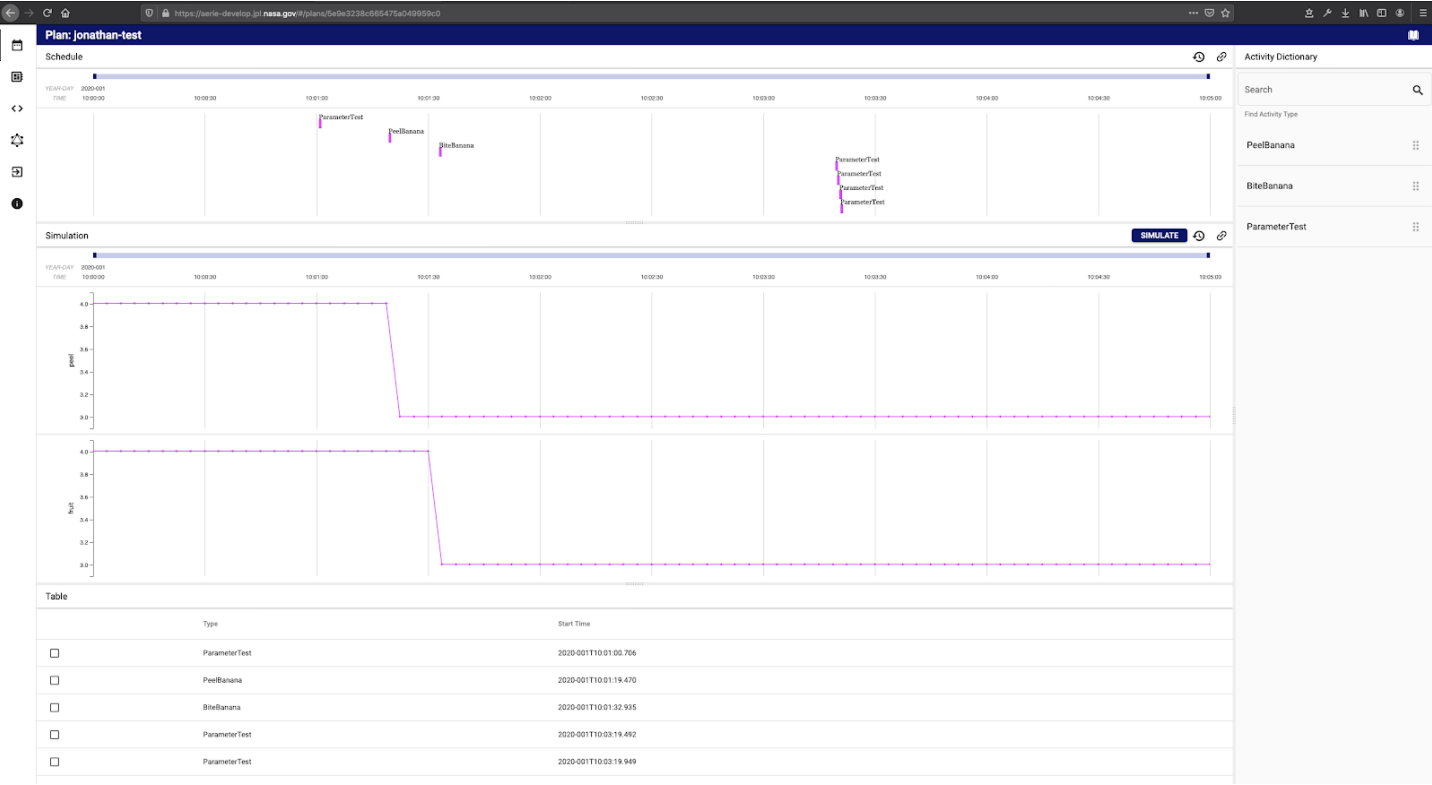 https://aerie-develop.jpl.nasa.gov/#/plans/5e9e3238c665475a049959c0
Plan: jonathan-test
Schedule
YEAR-DAY 2020-001
TIME 10:00:00 10:00:30 10:01:00 10:01:30 10:02:00 10:02:30 10:03:00 10:03:30 10:04:00 10:04:30 10:05:00
ParameterTest
PeelBanana
BiteBanana
ParameterTest
ParameterTest
ParameterTest
ParameterTest
Simulation
SIMULATE
YEAR-DAY 2020-001
TIME 10:00:00 10:00:30 10:01:00 10:01:30 10:02:00 10:02:30 10:03:00 10:03:30 10:04:00 10:04:30 10:05:00
peel
4.0
3.8
3.6
3.4
3.2
3.0
fruit
4.0
3.8
3.6
3.4
3.2
3.0
Table
Type Start Time
ParameterTest 2020-001T10:01:00.706
PeelBanana 2020-001T10:01:19.470
BiteBanana 2020-001T10:01:32.935
ParameterTest 2020-001T10:03:19.492
ParameterTest 2020-001T10:03:19.949
Activity Dictionary
Search
Find Activity Type
PeelBanana
BiteBanana
ParameterTest